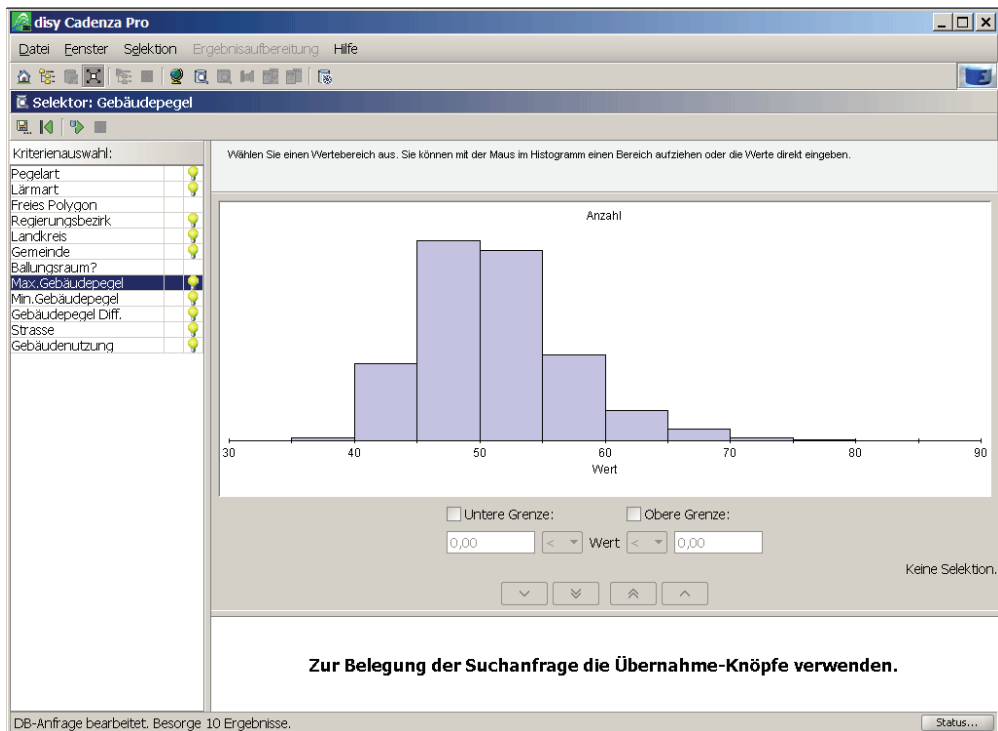 disy Cadenza Pro
Datei Fenster Selektion Ergebnisaufbereitung Hilfe
Selektor: Gebäudepegel
Kriterienauswahl:
Pegelart
Lärmart
Freies Polygon
Regierungsbezirk
Landkreis
Gemeinde
Ballungsraum?
Max.Gebäudepegel
Min.Gebäudepegel
Gebäudepegel Diff.
Strasse
Gebäudenutzung
Wählen Sie einen Wertebereich aus. Sie können mit der Maus im Histogramm einen Bereich aufziehen oder die Werte direkt eingeben.
Anzahl
30 40 50 60 70 80 90
Wert
Untere Grenze: Obere Grenze:
0,00 < Wert < 0,00
Keine Selektion.
Zur Belegung der Suchanfrage die Übernahme-Knöpfe verwenden.
DB-Anfrage bearbeitet. Besorge 10 Ergebnisse. Status...